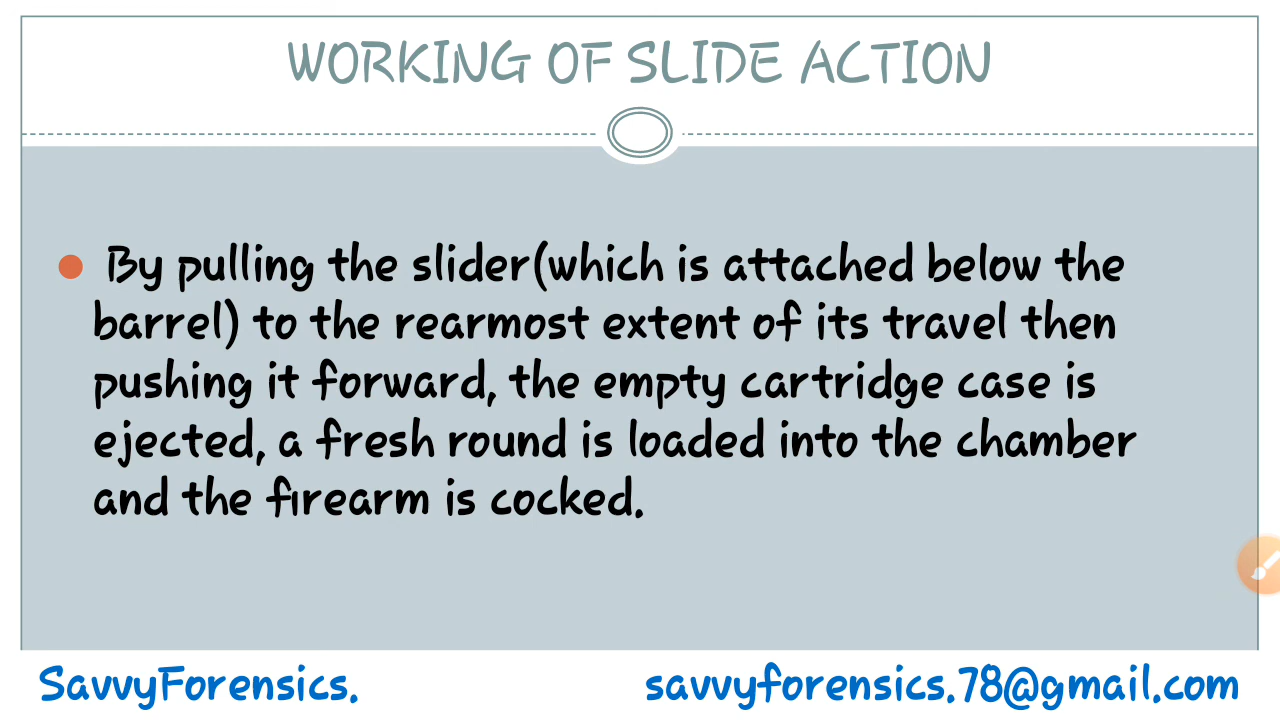 WORKING OF SLIDE ACTION
By pulling the slider(which is attached below the
barrel) to the rearmost extent of its travel then
pushing it forward, the empty cartridge case is
ejected, a fresh round is loaded into the chamber
and the firearm is cocked.
SavvyForensics.
savvyforensics.78@gmail.com